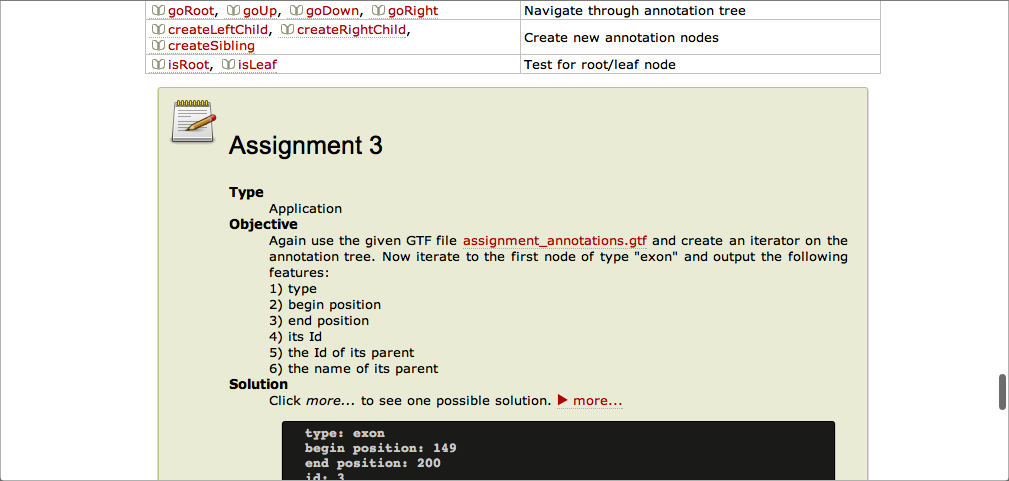 goRoot, goUp, goDown, goRight Navigate through annotation tree
createLeftChild, createRightChild,
createSibling Create new annotation nodes
isRoot, isLeaf Test for root/leaf node
Assignment 3
Type
Application
Objective
Again use the given GTF file assignment_annotations.gtf and create an iterator on the
annotation tree. Now iterate to the first node of type "exon" and output the following
features:
1) type
2) begin position
3) end position
4) its Id
5) the Id of its parent
6) the name of its parent
Solution
Click more... to see one possible solution. ▶ more...
type: exon
begin position: 149
end position: 200
id: 3